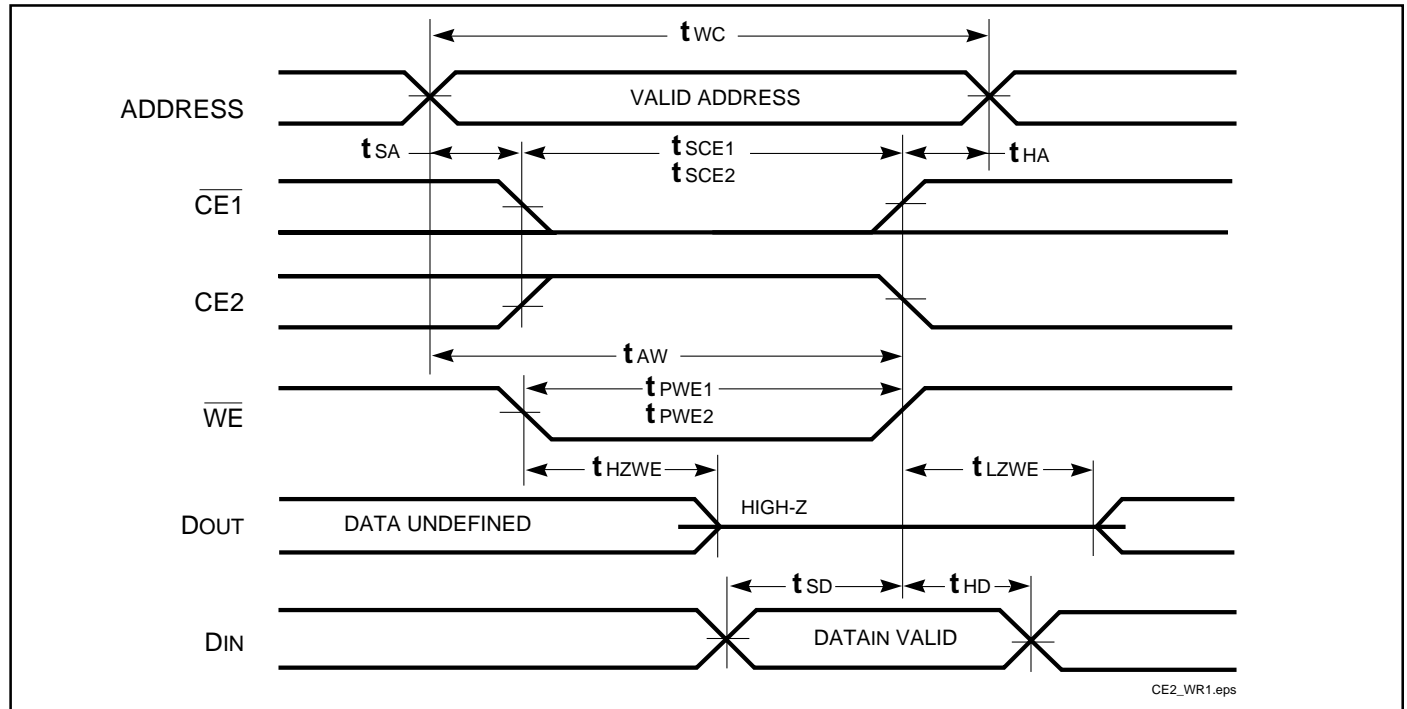 tWC
ADDRESS
VALID ADDRESS
tSA
tSCE1
tSCE2
tHA
CE1
CE2
tAW
WE
tPWE1
tPWE2
tHZWE
tLZWE
DOUT
DATA UNDEFINED
HIGH-Z
tSD
tHD
DIN
DATAIN VALID
CE2_WR1.eps